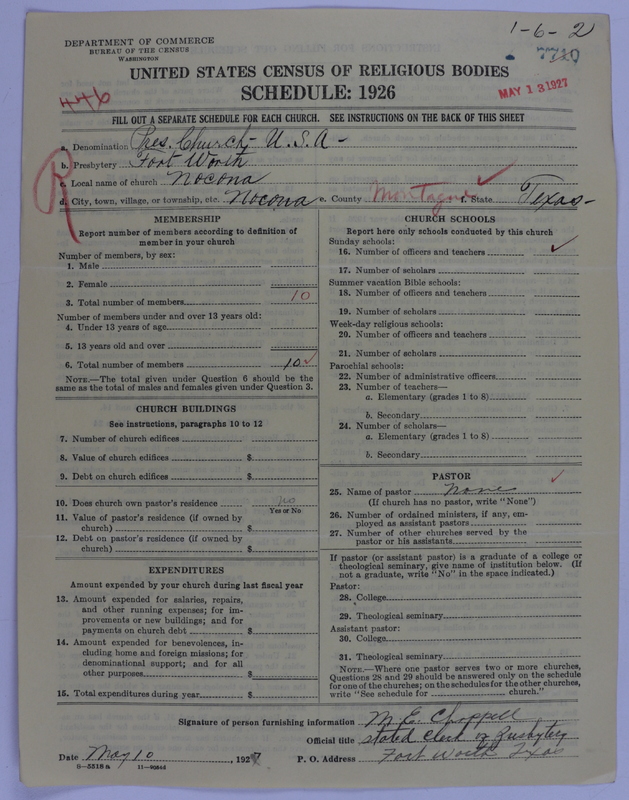 1-6-2
DEPARTMENT OF COMMERCE
BUREAU OF THE CENSUS
WASHINGTON
446
MAY 13 1927
UNITED STATES CENSUS OF RELIGIOUS BODIES
SCHEDULE: 1926
FILL OUT A SEPARATE SCHEDULE FOR EACH CHURCH. SEE INSTRUCTIONS ON THE BACK OF THIS SHEET
R
a. Denomination Pres. Church - U.S.A -
b. Presbytery Fort Worth
c. Local name of church Nocona
d. City, town, village, or township, etc. Nocona e. County Montague f. State Texas -
MEMBERSHIP
Report number of members according to definition of
member in your church
Number of members, by sex:
1. Male
2. Female
3. Total number of members 10
Number of members under and over 13 years old:
4. Under 13 years of age
5. 13 years old and over
6. Total number of members 10 ✓
NOTE.—The total given under Question 6 should be the
same as the total of males and females given under Question 3.
CHURCH BUILDINGS
See instructions, paragraphs 10 to 12
7. Number of church edifices
8. Value of church edifices $
9. Debt on church edifices $
10. Does church own pastor's residence no
Yes or No
11. Value of pastor's residence (if owned by
church) $
12. Debt on pastor's residence (if owned by
church) $
EXPENDITURES
Amount expended by your church during last fiscal year
13. Amount expended for salaries, repairs,
and other running expenses; for im-
provements or new buildings; and for
payments on church debt $
14. Amount expended for benevolences, in-
cluding home and foreign missions; for
denominational support; and for all
other purposes $
15. Total expenditures during year $
CHURCH SCHOOLS
Report here only schools conducted by this church
Sunday schools:
16. Number of officers and teachers ✓
17. Number of scholars
Summer vacation Bible schools:
18. Number of officers and teachers
19. Number of scholars
Week-day religious schools:
20. Number of officers and teachers
21. Number of scholars
Parochial schools:
22. Number of administrative officers
23. Number of teachers—
a. Elementary (grades 1 to 8)
b. Secondary
24. Number of scholars—
a. Elementary (grades 1 to 8)
b. Secondary
PASTOR ✓
25. Name of pastor None
(If church has no pastor, write "None")
26. Number of ordained ministers, if any, em-
ployed as assistant pastors
27. Number of other churches served by the
pastor or his assistants
If pastor (or assistant pastor) is a graduate of a college or
theological seminary, give name of institution below. (If
not a graduate, write "No" in the space indicated.)
Pastor:
28. College
29. Theological seminary
Assistant pastor:
30. College
31. Theological seminary
NOTE.—Where one pastor serves two or more churches,
Questions 28 and 29 should be answered only on the schedule
for one of the churches; on the schedules for the other churches,
write "See schedule for church."
Signature of person furnishing information M. E. Chappell
Official title stated clerk of Presbytery
Date May 10, 1927 P. O. Address Fort Worth Texas
8-5518 a